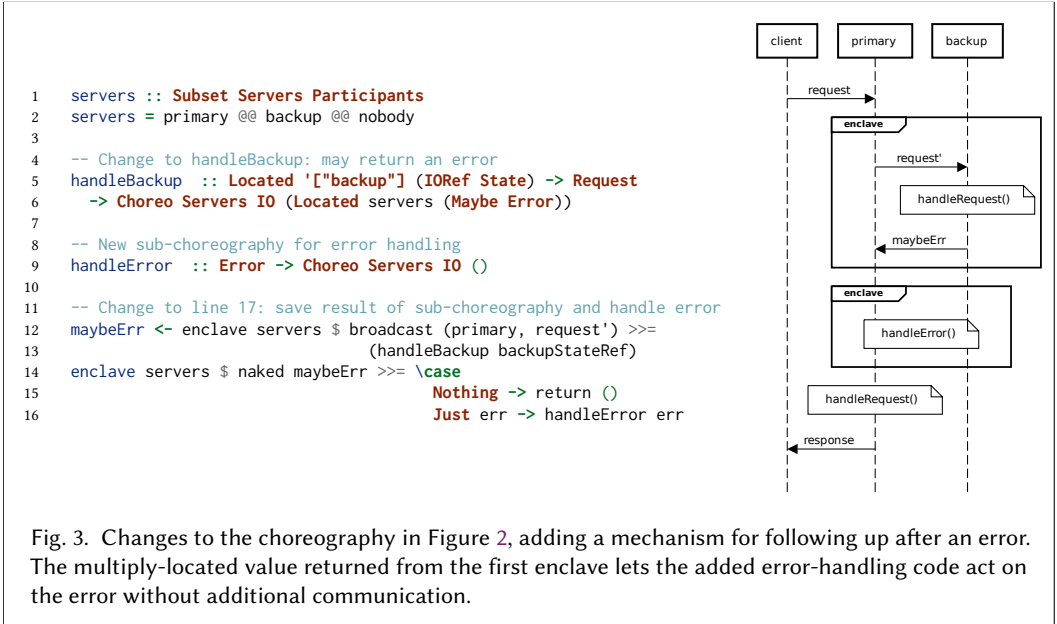 client primary backup
request
enclave
request'
handleRequest()
maybeErr
enclave
handleError()
handleRequest()
response
1 servers :: Subset Servers Participants
2 servers = primary @@ backup @@ nobody
3
4 -- Change to handleBackup: may return an error
5 handleBackup :: Located '["backup"] (IORef State) -> Request
6 -> Choreo Servers IO (Located servers (Maybe Error))
7
8 -- New sub-choreography for error handling
9 handleError :: Error -> Choreo Servers IO ()
10
11 -- Change to line 17: save result of sub-choreography and handle error
12 maybeErr <- enclave servers $ broadcast (primary, request') >>=
13 (handleBackup backupStateRef)
14 enclave servers $ naked maybeErr >>= \case
15 Nothing -> return ()
16 Just err -> handleError err
Fig. 3. Changes to the choreography in Figure 2, adding a mechanism for following up after an error.
The multiply-located value returned from the first enclave lets the added error-handling code act on
the error without additional communication.